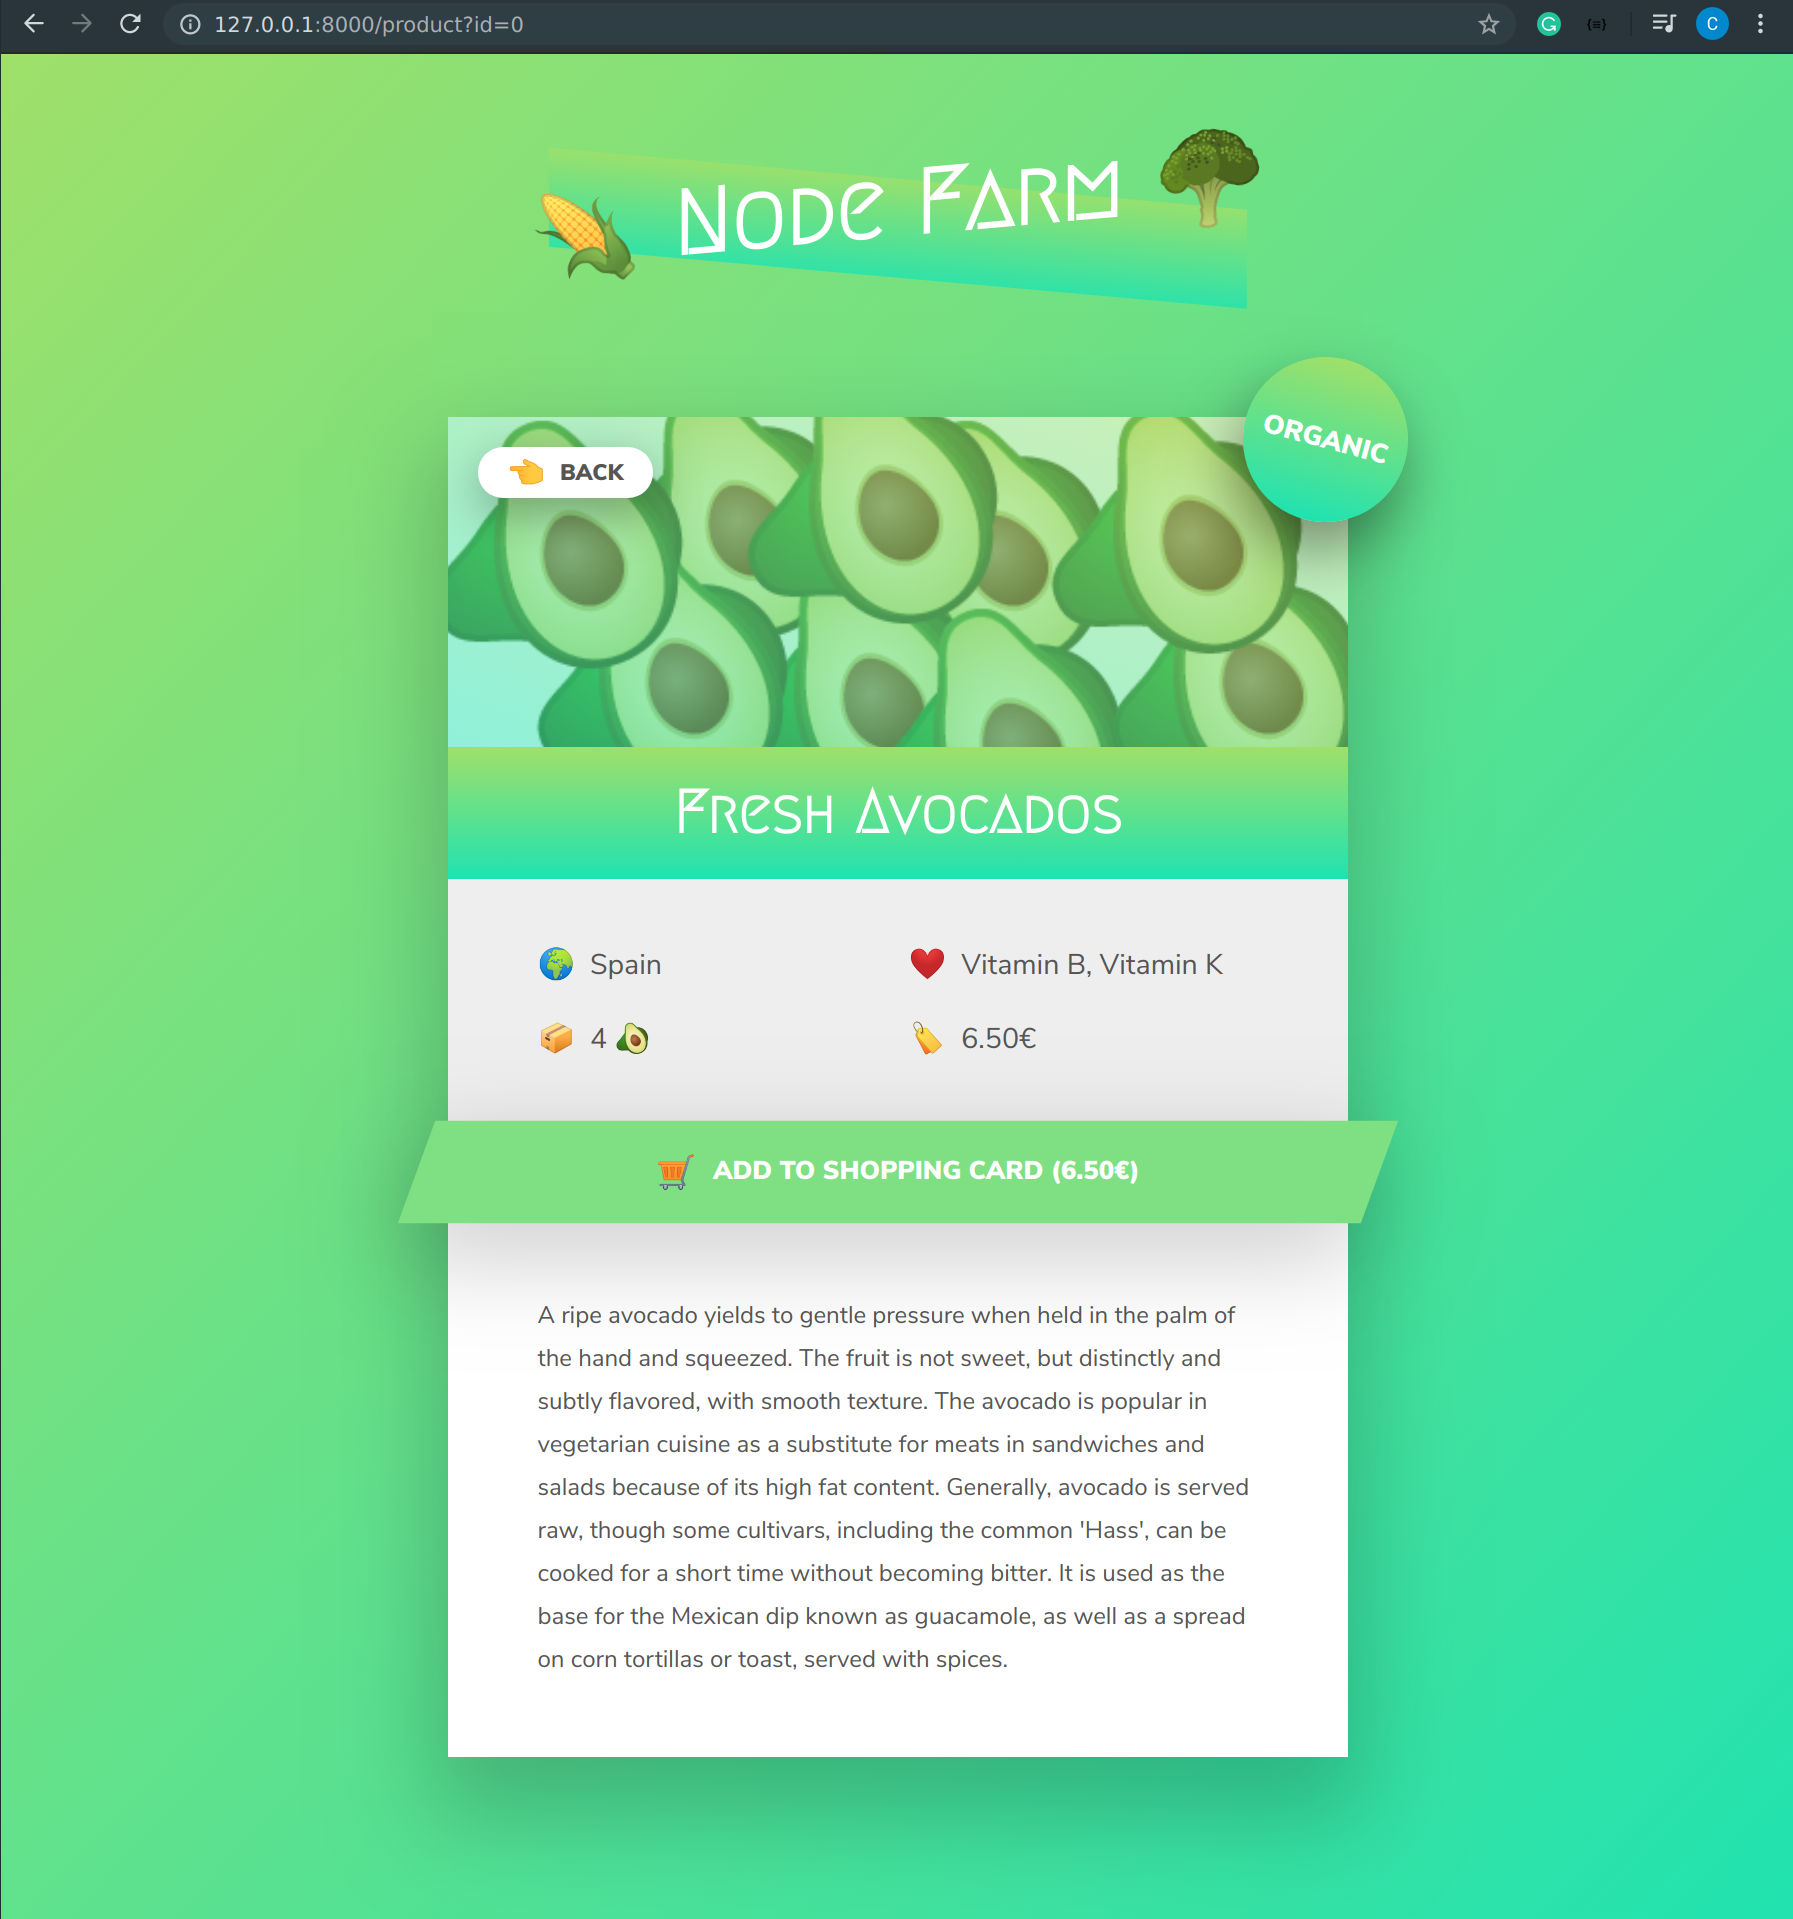 127.0.0.1:8000/product?id=0
C
Node Farm
ORGANIC
BACK
Fresh Avocados
Spain
Vitamin B, Vitamin K
4
6.50€
ADD TO SHOPPING CARD (6.50€)
A ripe avocado yields to gentle pressure when held in the palm of
the hand and squeezed. The fruit is not sweet, but distinctly and
subtly flavored, with smooth texture. The avocado is popular in
vegetarian cuisine as a substitute for meats in sandwiches and
salads because of its high fat content. Generally, avocado is served
raw, though some cultivars, including the common 'Hass', can be
cooked for a short time without becoming bitter. It is used as the
base for the Mexican dip known as guacamole, as well as a spread
on corn tortillas or toast, served with spices.